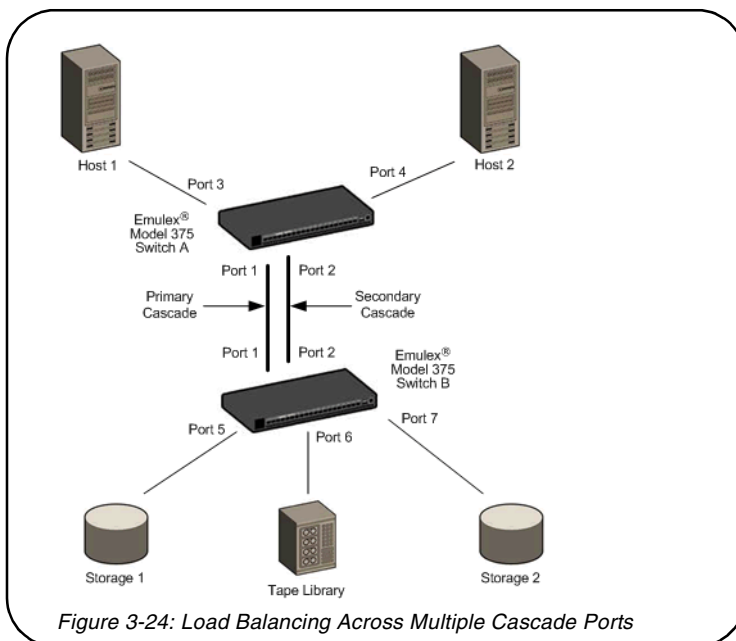 Host 1
Host 2
Port 3
Port 4
Emulex®
Model 375
Switch A
Port 1
Port 2
Primary
Cascade
Secondary
Cascade
Port 1
Port 2
Emulex®
Model 375
Switch B
Port 5
Port 6
Port 7
Storage 1
Tape Library
Storage 2
Figure 3-24: Load Balancing Across Multiple Cascade Ports